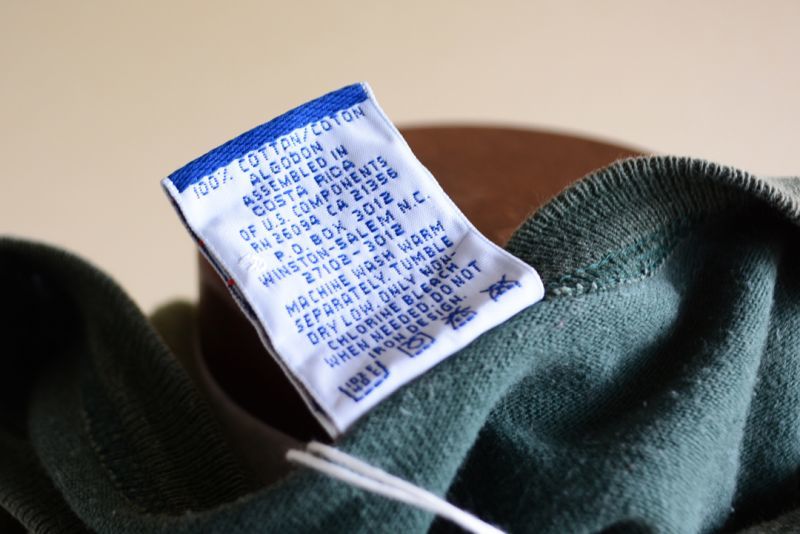 100% COTTON/COTON
ALGODON
ASSEMBLED IN
COSTA RICA
OF U.S. COMPONENTS
RN 36094 CA 21356
P.O. BOX 3012
WINSTON-SALEM N.C.
27102-3012
MACHINE WASH WARM
SEPARATELY TUMBLE
DRY LOW ONLY NON
CHLORINE BLEACH
WHEN NEEDED DO NOT
IRON DESIGN.